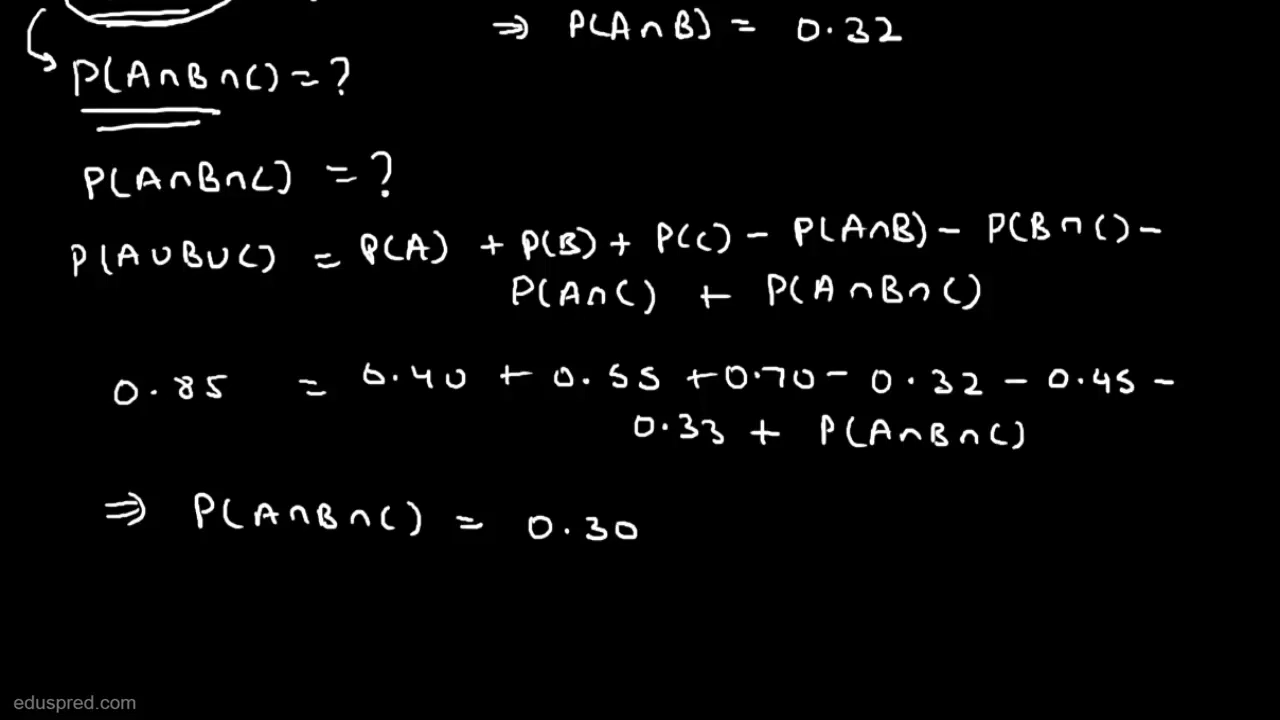 ⇒ P(A∩B) = 0.32
P(A∩B∩C) = ?
P(A∩B∩C) = ?
P(A∪B∪C) = P(A) + P(B) + P(C) − P(A∩B) − P(B∩C) −
P(A∩C) + P(A∩B∩C)
0.85 = 0.40 + 0.55 + 0.70 − 0.32 − 0.45 −
0.33 + P(A∩B∩C)
⇒ P(A∩B∩C) = 0.30
eduspred.com